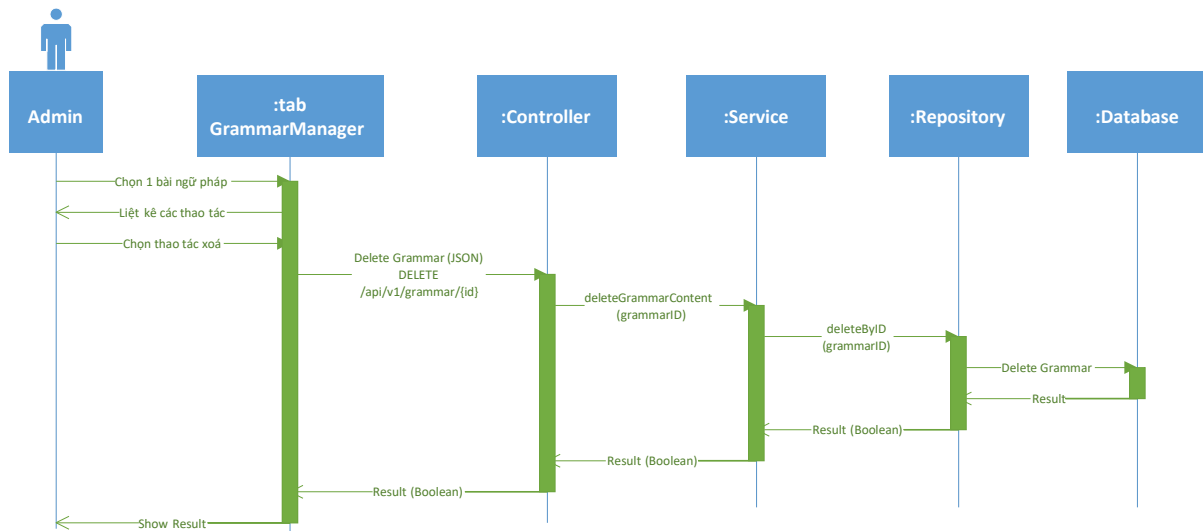 Admin
:tab
GrammarManager
:Controller
:Service
:Repository
:Database
Chọn 1 bài ngữ pháp
Liệt kê các thao tác
Chọn thao tác xoá
Delete Grammar (JSON)
DELETE
/api/v1/grammar/{id}
deleteGrammarContent
(grammarID)
deleteByID
(grammarID)
Delete Grammar
Result
Result (Boolean)
Result (Boolean)
Result (Boolean)
Show Result